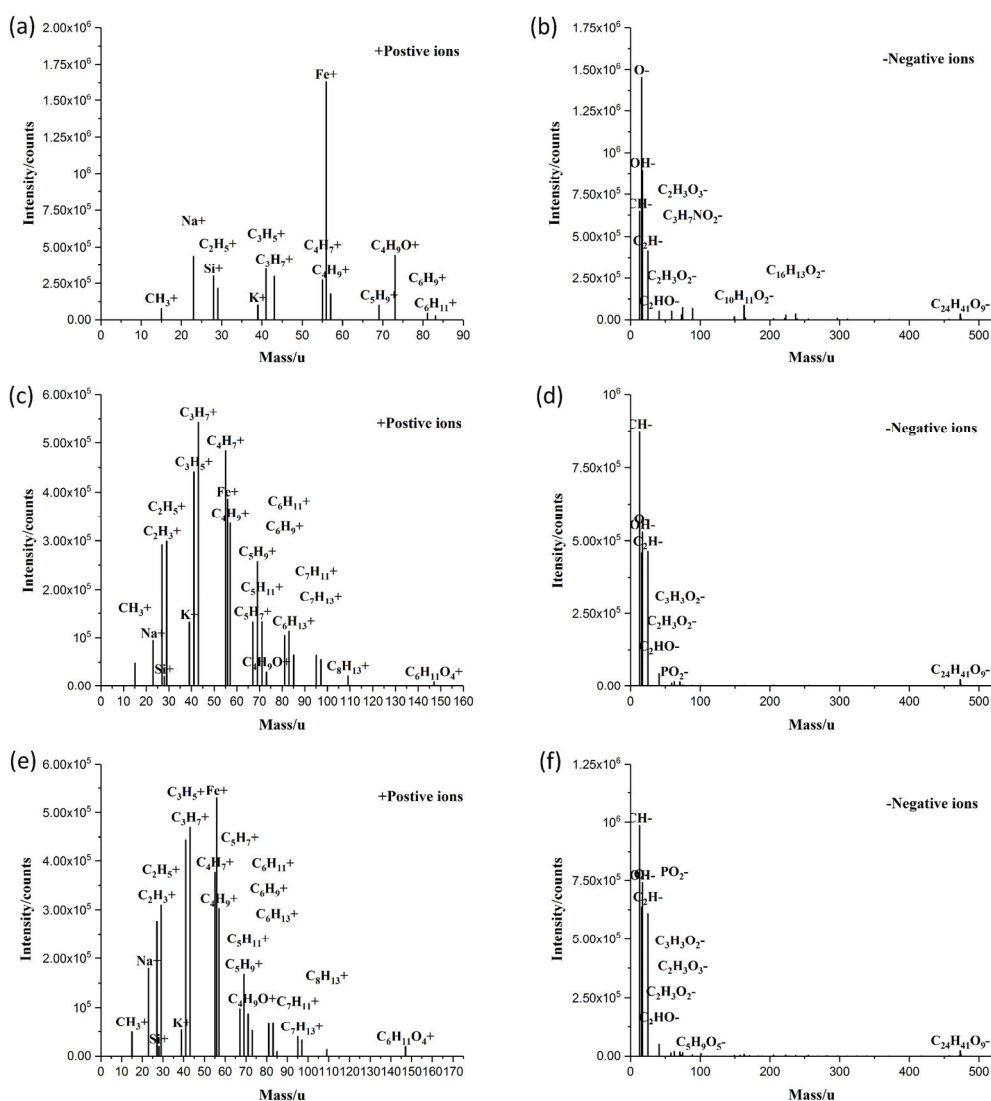 (a)
+Postive ions
Intensity/counts
2.00x10⁶
1.75x10⁶
1.50x10⁶
1.25x10⁶
10⁶
7.50x10⁵
5.00x10⁵
2.50x10⁵
0.00
Fe+
Na+
C₂H₅+
Si+
CH₃+
C₃H₅+
C₃H₇+
K+
C₄H₇+
C₄H₉+
C₄H₉O+
C₅H₉+
C₆H₉+
C₆H₁₁+
0 10 20 30 40 50 60 70 80 90
Mass/u
(b)
-Negative ions
Intensity/counts
1.75x10⁶
1.50x10⁶
1.25x10⁶
10⁶
7.50x10⁵
5.00x10⁵
2.50x10⁵
0.00
O-
OH-
CH-
C₂H-
C₂H₃O₃-
C₃H₇NO₂-
C₂H₃O₂-
C₂HO-
C₁₀H₁₁O₂-
C₁₆H₁₃O₂-
C₂₄H₄₁O₉-
0 100 200 300 400 500
Mass/u
(c)
+Postive ions
Intensity/counts
6.00x10⁵
5.00x10⁵
4.00x10⁵
3.00x10⁵
2.00x10⁵
10⁵
0.00
C₃H₇+
C₄H₇+
C₃H₅+
Fe+
C₄H₉+
C₂H₅+
C₂H₃+
CH₃+
Na+
Si+
K+
C₆H₁₁+
C₆H₉+
C₅H₉+
C₅H₁₁+
C₅H₇+
C₄H₉O+
C₇H₁₁+
C₇H₁₃+
C₆H₁₃+
C₈H₁₃+
C₆H₁₁O₄+
0 10 20 30 40 50 60 70 80 90 100 110 120 130 140 150 160
Mass/u
(d)
-Negative ions
Itensity/counts
10⁶
7.50x10⁵
5.00x10⁵
2.50x10⁵
0.00
CH-
O-
OH-
C₂H-
C₃H₃O₂-
C₂H₃O₂-
C₂HO-
PO₂-
C₂₄H₄₁O₉-
0 100 200 300 400 500
Mass/u
(e)
+Postive ions
Intensity/counts
6.00x10⁵
5.00x10⁵
4.00x10⁵
3.00x10⁵
2.00x10⁵
10⁵
0.00
C₃H₅+
Fe+
C₃H₇+
C₅H₇+
C₂H₅+
C₄H₇+
C₆H₁₁+
C₂H₃+
C₄H₉+
C₆H₉+
C₆H₁₃+
C₅H₁₁+
Na+
C₅H₉+
C₈H₁₃+
C₄H₉O+
C₇H₁₁+
CH₃+
K+
C₇H₁₃+
Si+
C₆H₁₁O₄+
0 10 20 30 40 50 60 70 80 90 100 110 120 130 140 150 160 170
Mass/u
(f)
-Negative ions
Intensity/counts
1.25x10⁶
10⁶
7.50x10⁵
5.00x10⁵
2.50x10⁵
0.00
CH-
OH-
O-
PO₂-
C₂H-
C₃H₃O₂-
C₂H₃O₃-
C₂H₃O₂-
C₂HO-
C₅H₉O₅-
C₂₄H₄₁O₉-
0 100 200 300 400 500
Mass/u